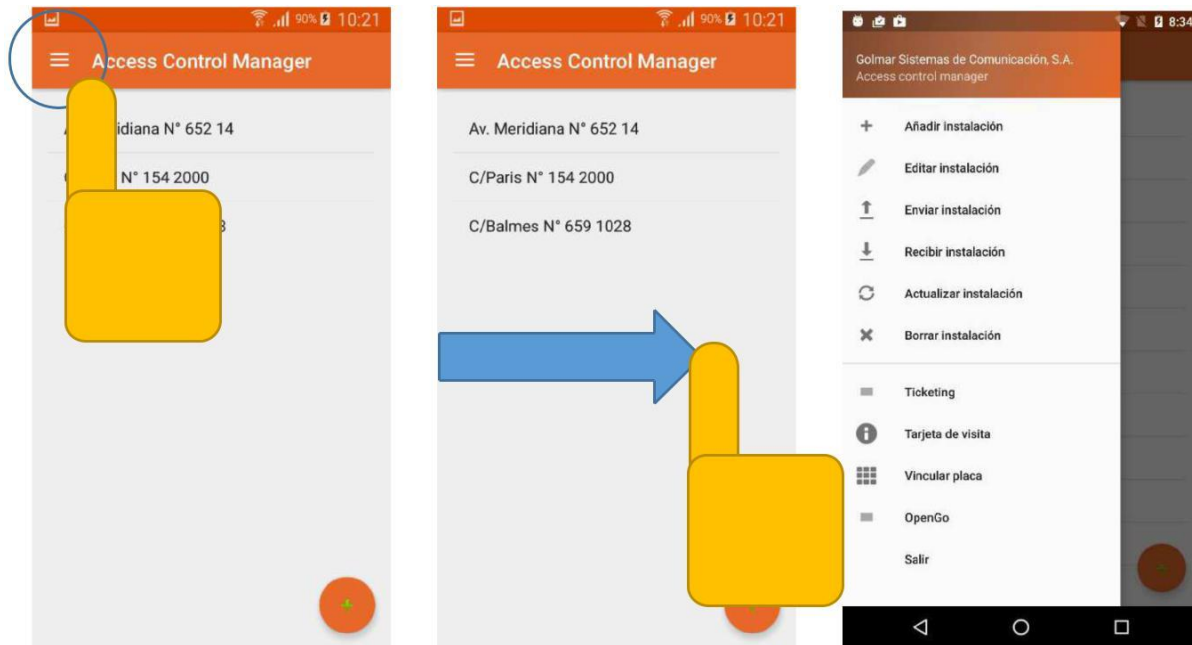 90% 10:21
Access Control Manager
idiana N° 652 14
N° 154 2000
90% 10:21
Access Control Manager
Av. Meridiana N° 652 14
C/Paris N° 154 2000
C/Balmes N° 659 1028
8:34
Golmar Sistemas de Comunicación, S.A.
Access control manager
Añadir instalación
Editar instalación
Enviar instalación
Recibir instalación
Actualizar instalación
Borrar instalación
Ticketing
Tarjeta de visita
Vincular placa
OpenGo
Salir